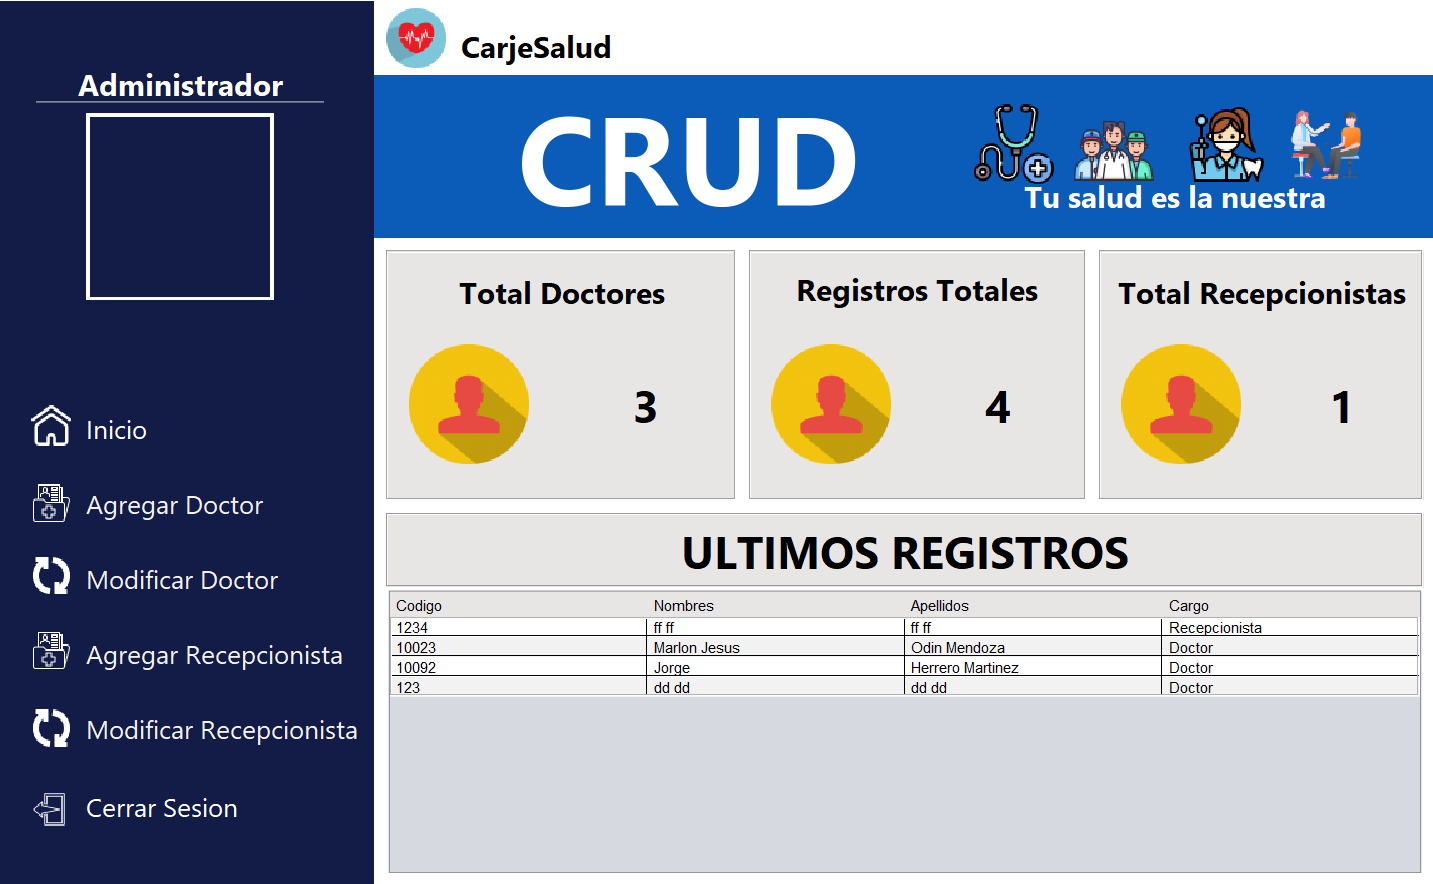 Administrador
Inicio
Agregar Doctor
Modificar Doctor
Agregar Recepcionista
Modificar Recepcionista
Cerrar Sesion
CarjeSalud
CRUD
Tu salud es la nuestra
Total Doctores
3
Registros Totales
4
Total Recepcionistas
1
ULTIMOS REGISTROS
Codigo Nombres Apellidos Cargo
1234 ff ff ff ff Recepcionista
10023 Marlon Jesus Odin Mendoza Doctor
10092 Jorge Herrero Martinez Doctor
123 dd dd dd dd Doctor